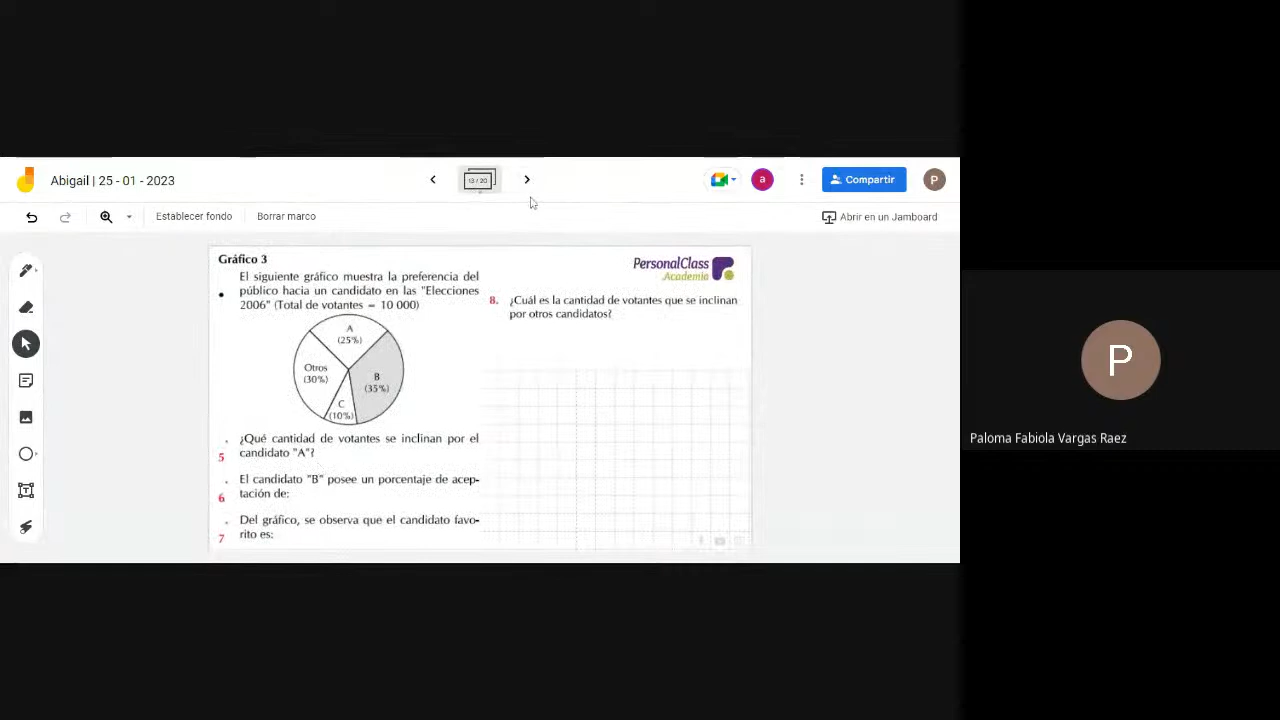 Abigaíl | 25 - 01 - 2023
13 / 20
a
Compartir
P
Establecer fondo
Borrar marco
Abrir en un Jamboard
Gráfico 3
El siguiente gráfico muestra la preferencia del
• público hacia un candidato en las "Elecciones
2006" (Total de votantes = 10 000)
A
(25%)
Otros
(30%)
B
(35%)
C
(10%)
. ¿Qué cantidad de votantes se inclinan por el
5 candidato "A"?
. El candidato "B" posee un porcentaje de acep-
6 tación de:
. Del gráfico, se observa que el candidato favo-
7 rito es:
PersonalClass
Academia
8. ¿Cuál es la cantidad de votantes que se inclinan
por otros candidatos?
P
Paloma Fabiola Vargas Raez